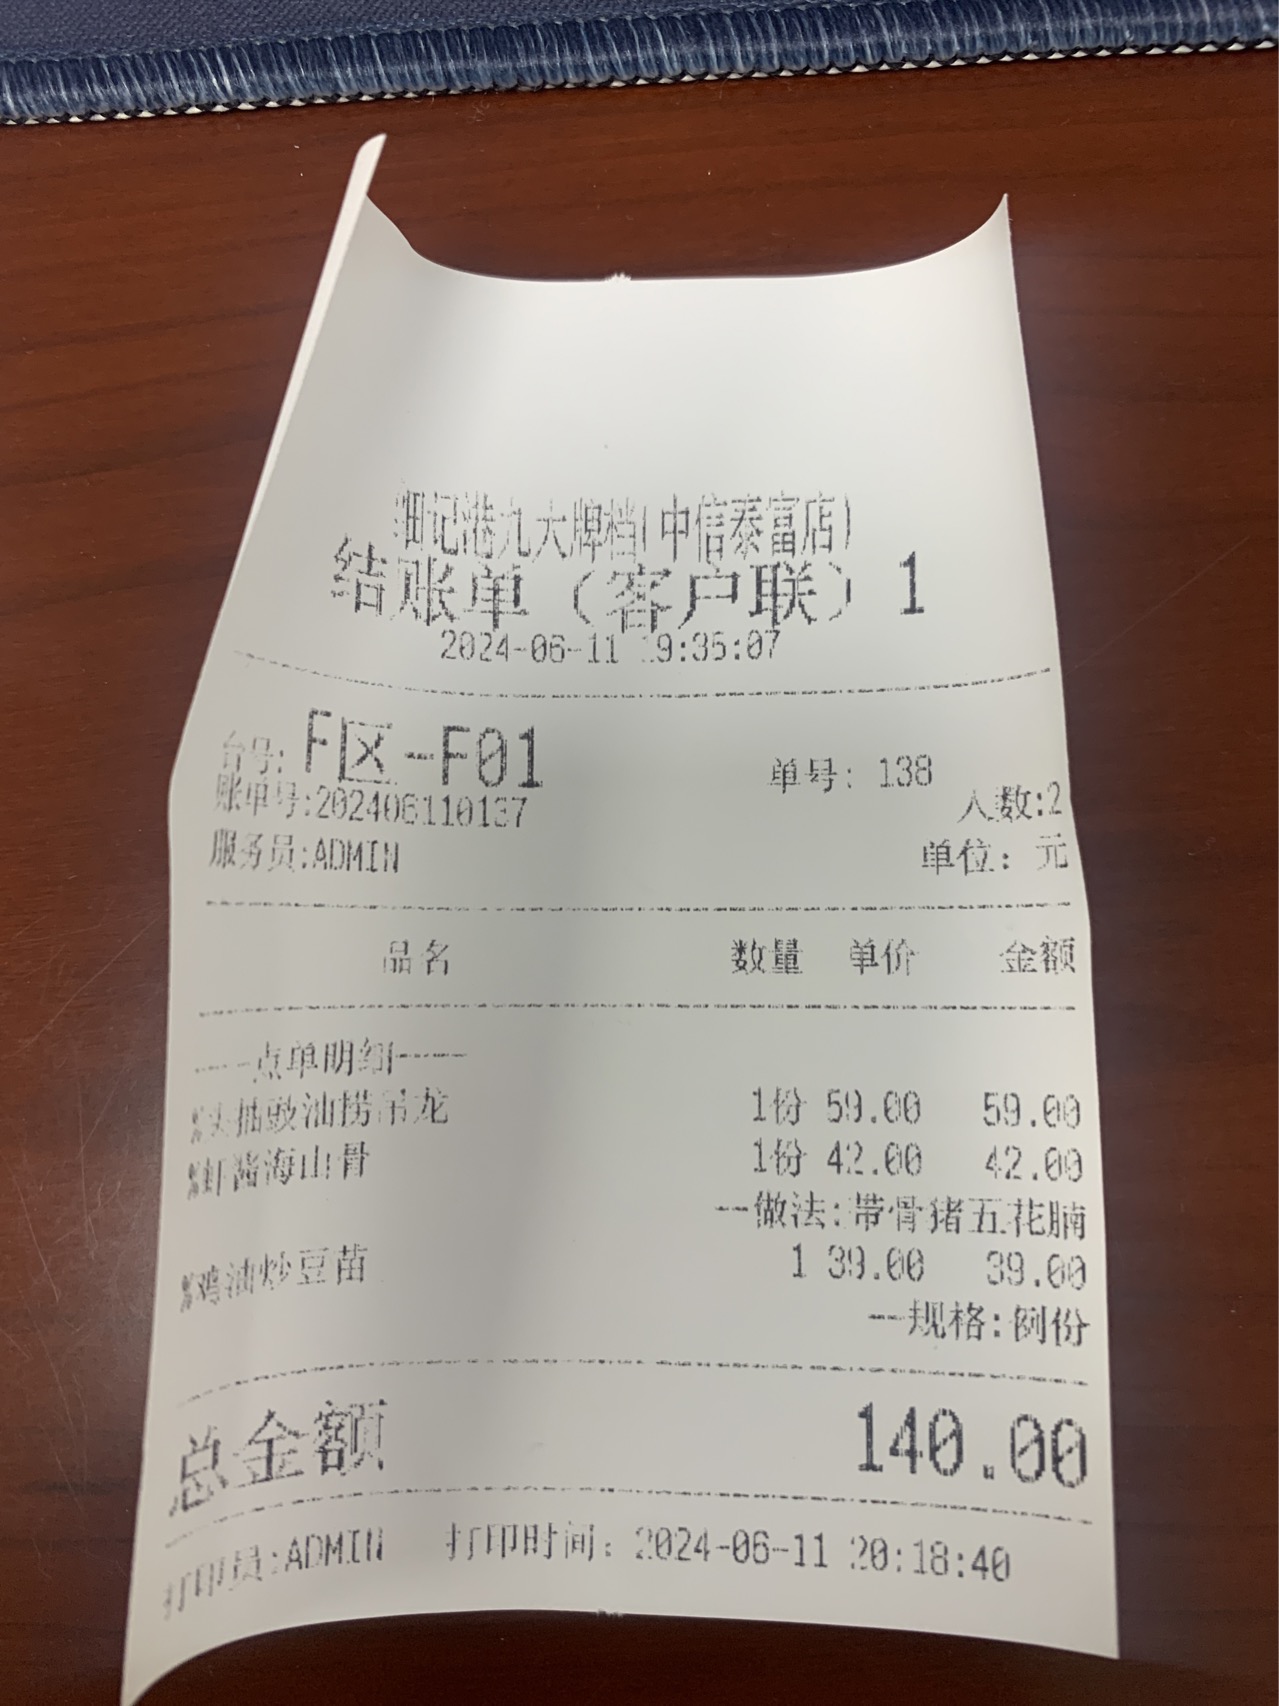 细记港九大牌档(中信泰富店)
结账单（客户联）1
2024-06-11 19:35:07
台号: F区-F01 单号: 138
账单号:202406110137 人数:2
服务员:ADMIN 单位: 元
品名 数量 单价 金额
----点单明细-----
头抽豉油捞吊龙 1份 59.00 59.00
虾酱海山骨 1份 42.00 42.00
--做法:带骨猪五花腩
鸡油炒豆苗 1 39.00 39.00
--规格:例份
总金额 140.00
打印员:ADMIN 打印时间: 2024-06-11 20:18:40